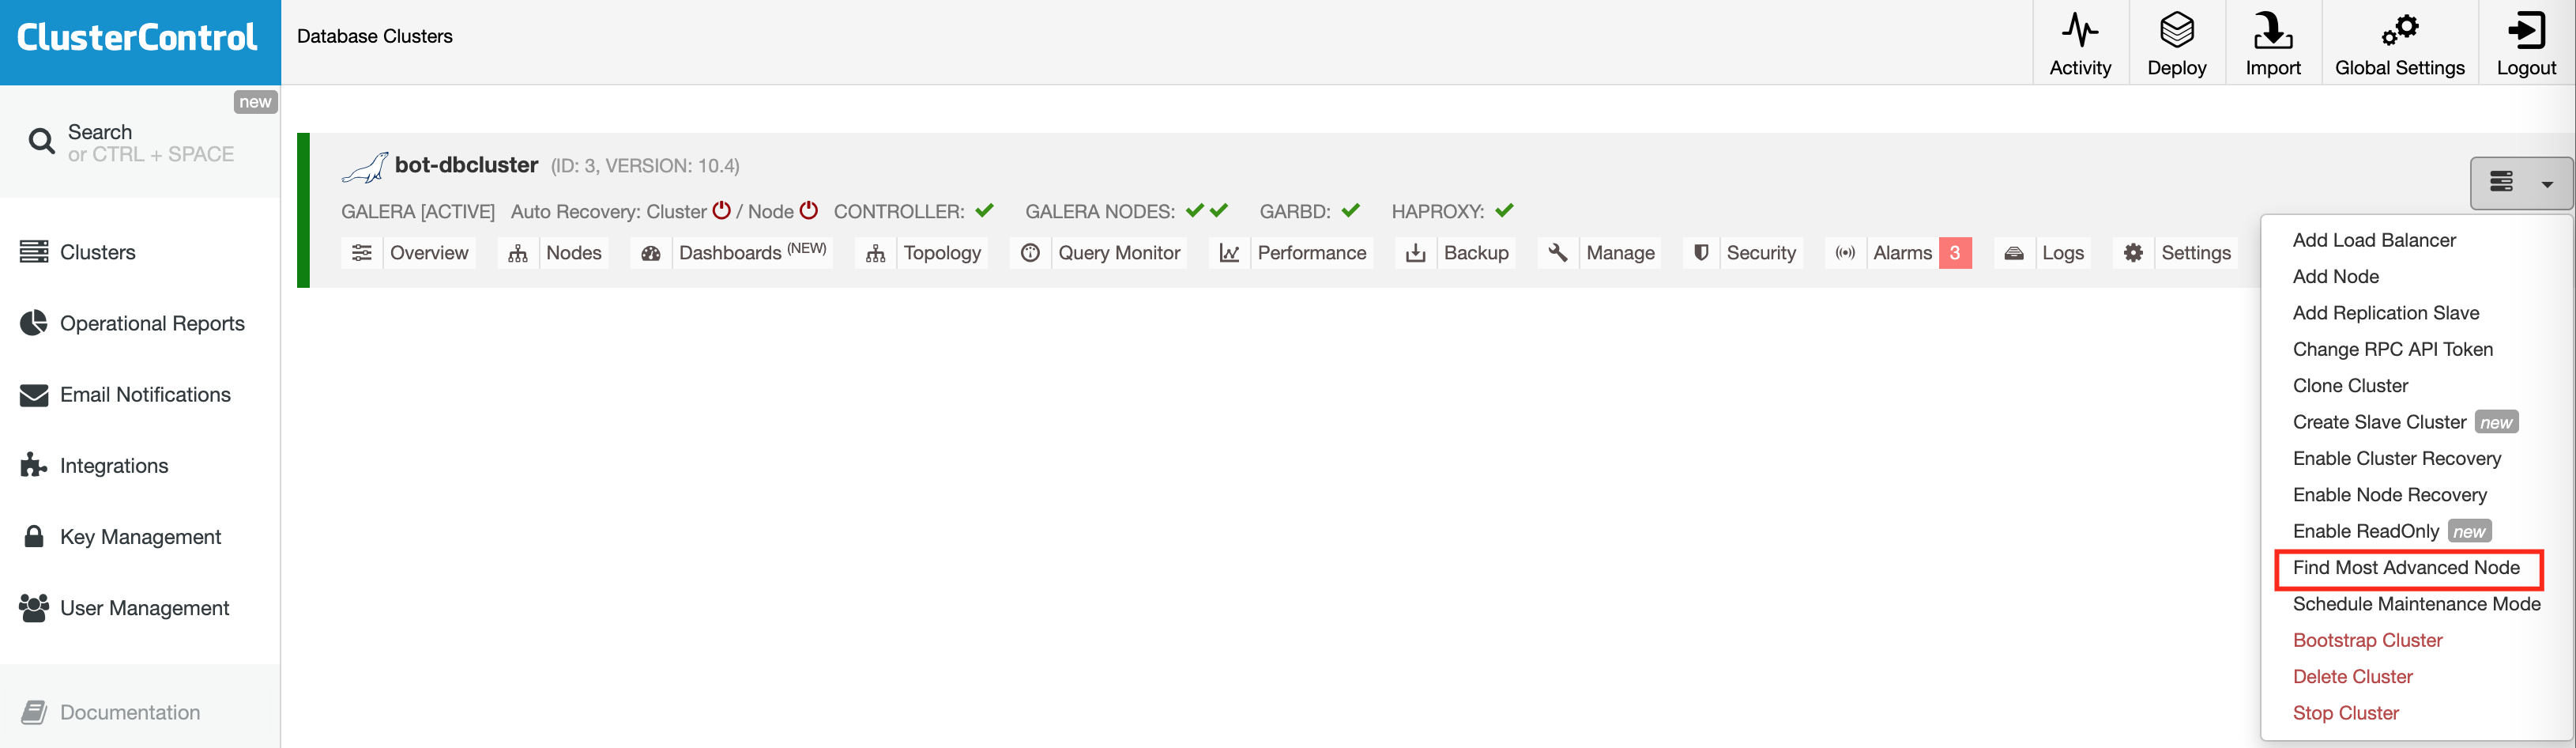 ClusterControl
Database Clusters
Activity
Deploy
Import
Global Settings
Logout
new
Search
or CTRL + SPACE
Clusters
Operational Reports
Email Notifications
Integrations
Key Management
User Management
Documentation
bot-dbcluster (ID: 3, VERSION: 10.4)
GALERA [ACTIVE] Auto Recovery: Cluster / Node CONTROLLER: GALERA NODES: GARBD: HAPROXY:
Overview Nodes Dashboards (NEW) Topology Query Monitor Performance Backup Manage Security Alarms 3 Logs Settings
Add Load Balancer
Add Node
Add Replication Slave
Change RPC API Token
Clone Cluster
Create Slave Cluster new
Enable Cluster Recovery
Enable Node Recovery
Enable ReadOnly new
Find Most Advanced Node
Schedule Maintenance Mode
Bootstrap Cluster
Delete Cluster
Stop Cluster